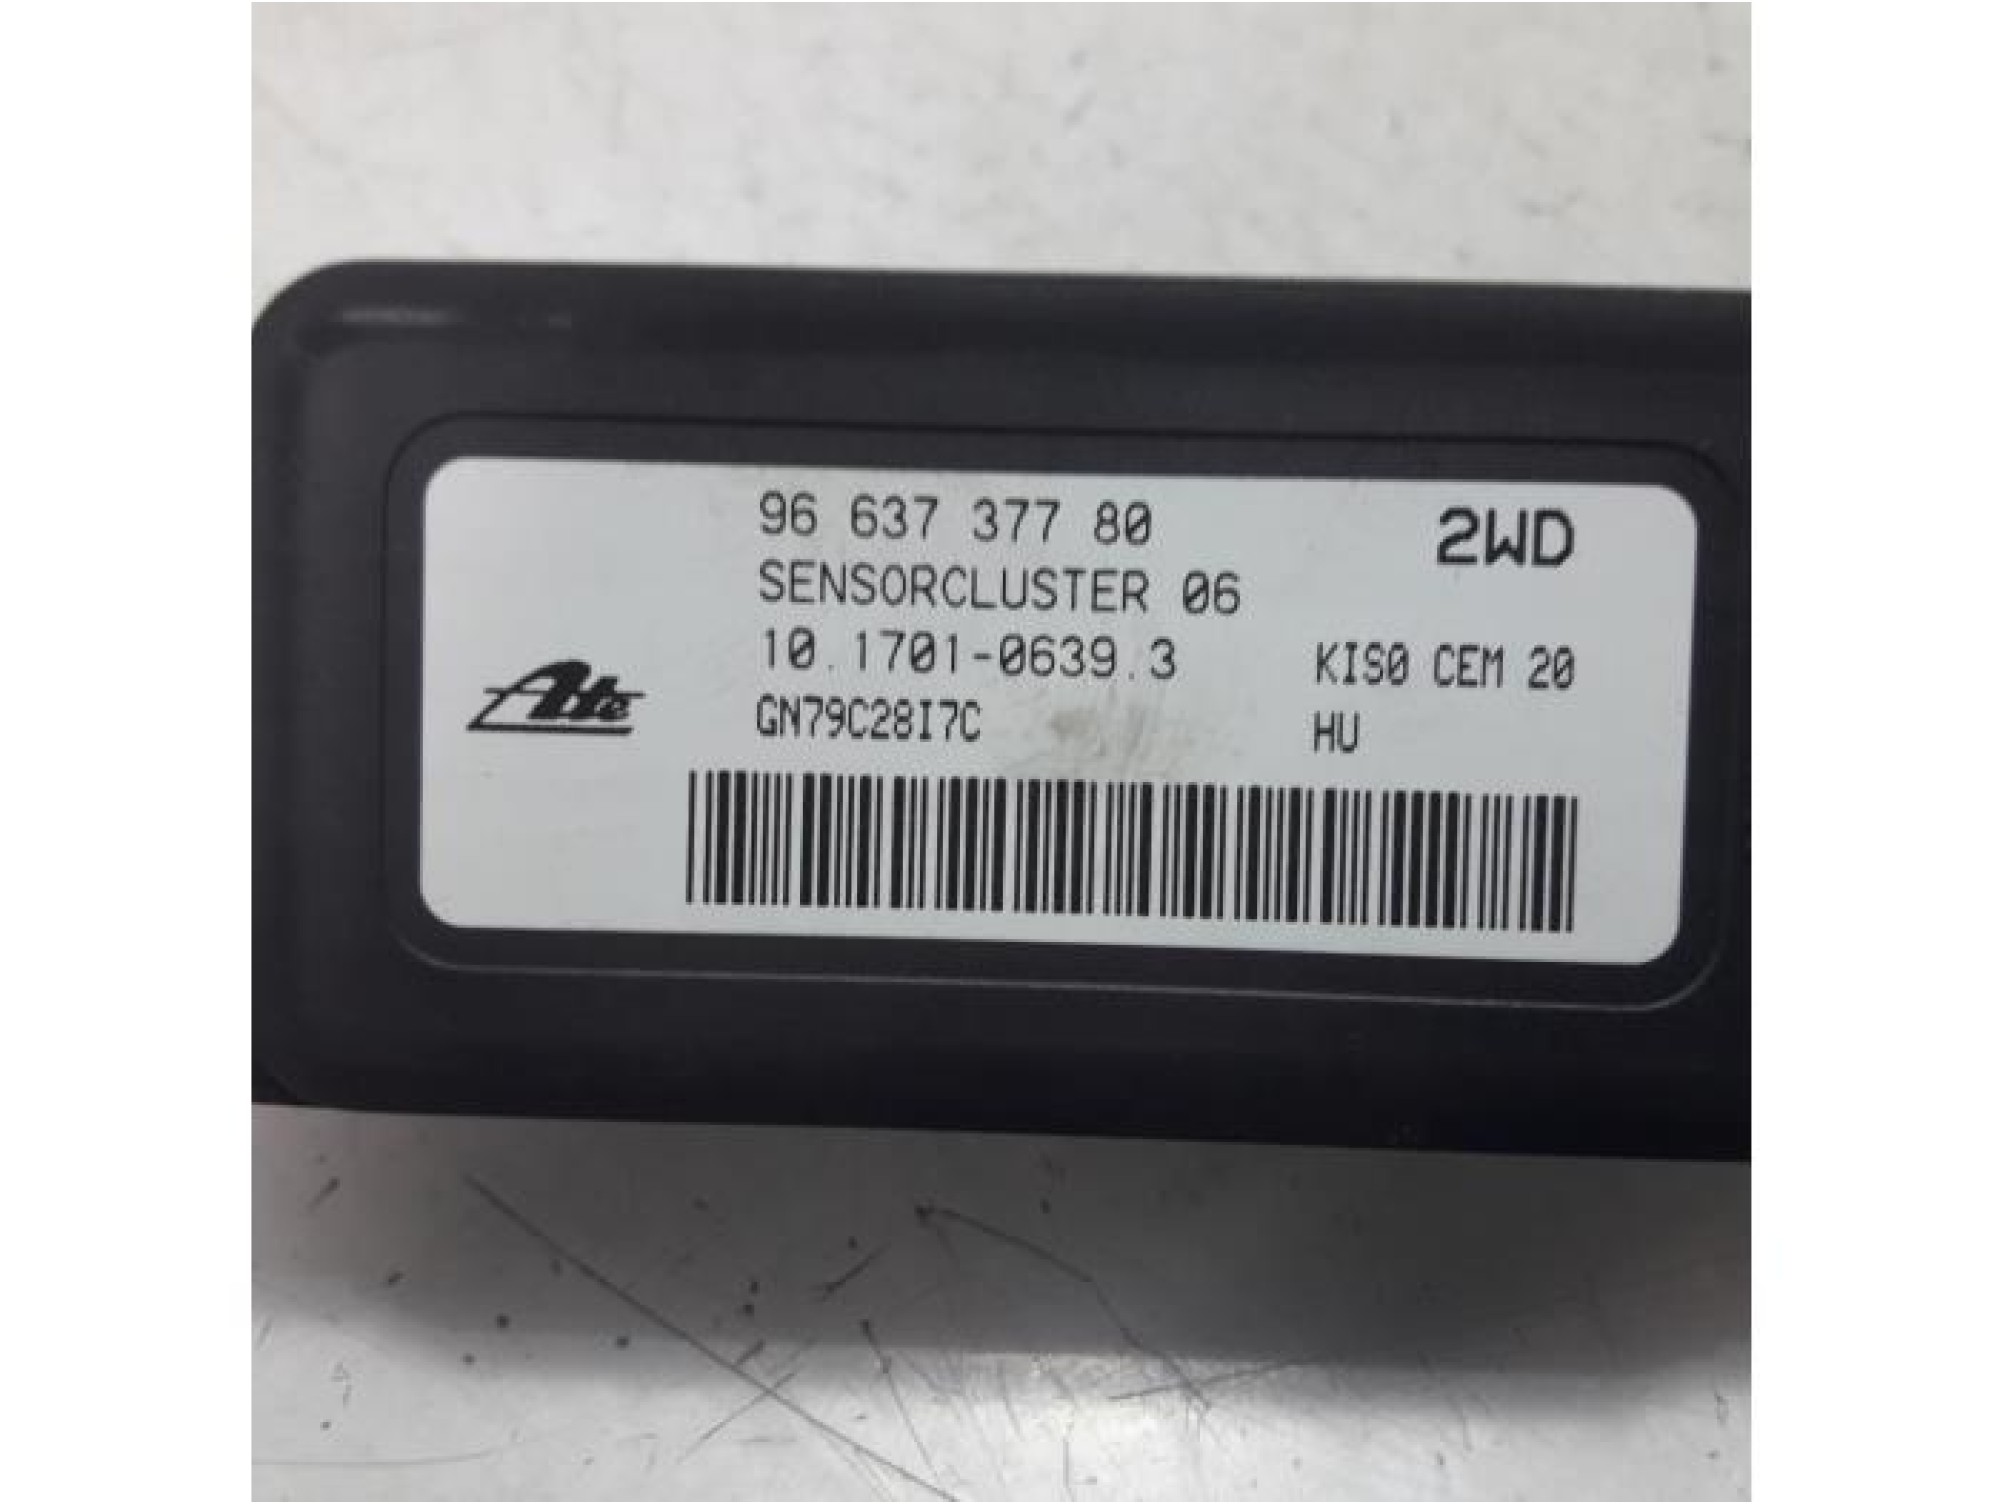 96 637 377 80 2WD
SENSORCLUSTER 06
10.1701-0639.3 KIS0 CEM 20
Ate GN79C28I7C HU